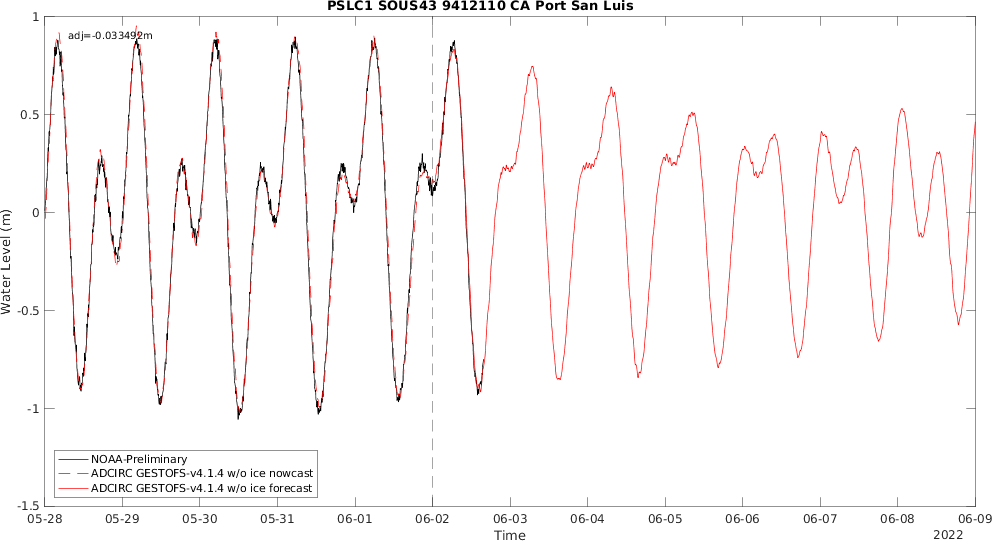 PSLC1 SOUS43 9412110 CA Port San Luis
adj=-0.033492m
1
0.5
0
-0.5
-1
-1.5
Water Level (m)
NOAA-Preliminary
ADCIRC GESTOFS-v4.1.4 w/o ice nowcast
ADCIRC GESTOFS-v4.1.4 w/o ice forecast
05-28 05-29 05-30 05-31 06-01 06-02 06-03 06-04 06-05 06-06 06-07 06-08 06-09
Time
2022